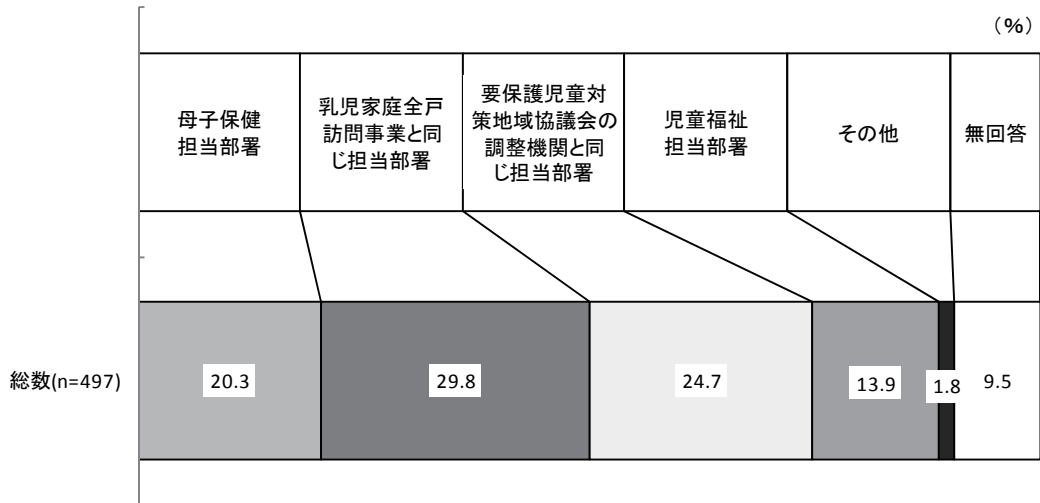 （%）
母子保健
担当部署
乳児家庭全戸
訪問事業と同
じ担当部署
要保護児童対
策地域協議会の
調整機関と同
じ担当部署
児童福祉
担当部署
その他
無回答
総数(n=497)
20.3
29.8
24.7
13.9
1.8
9.5